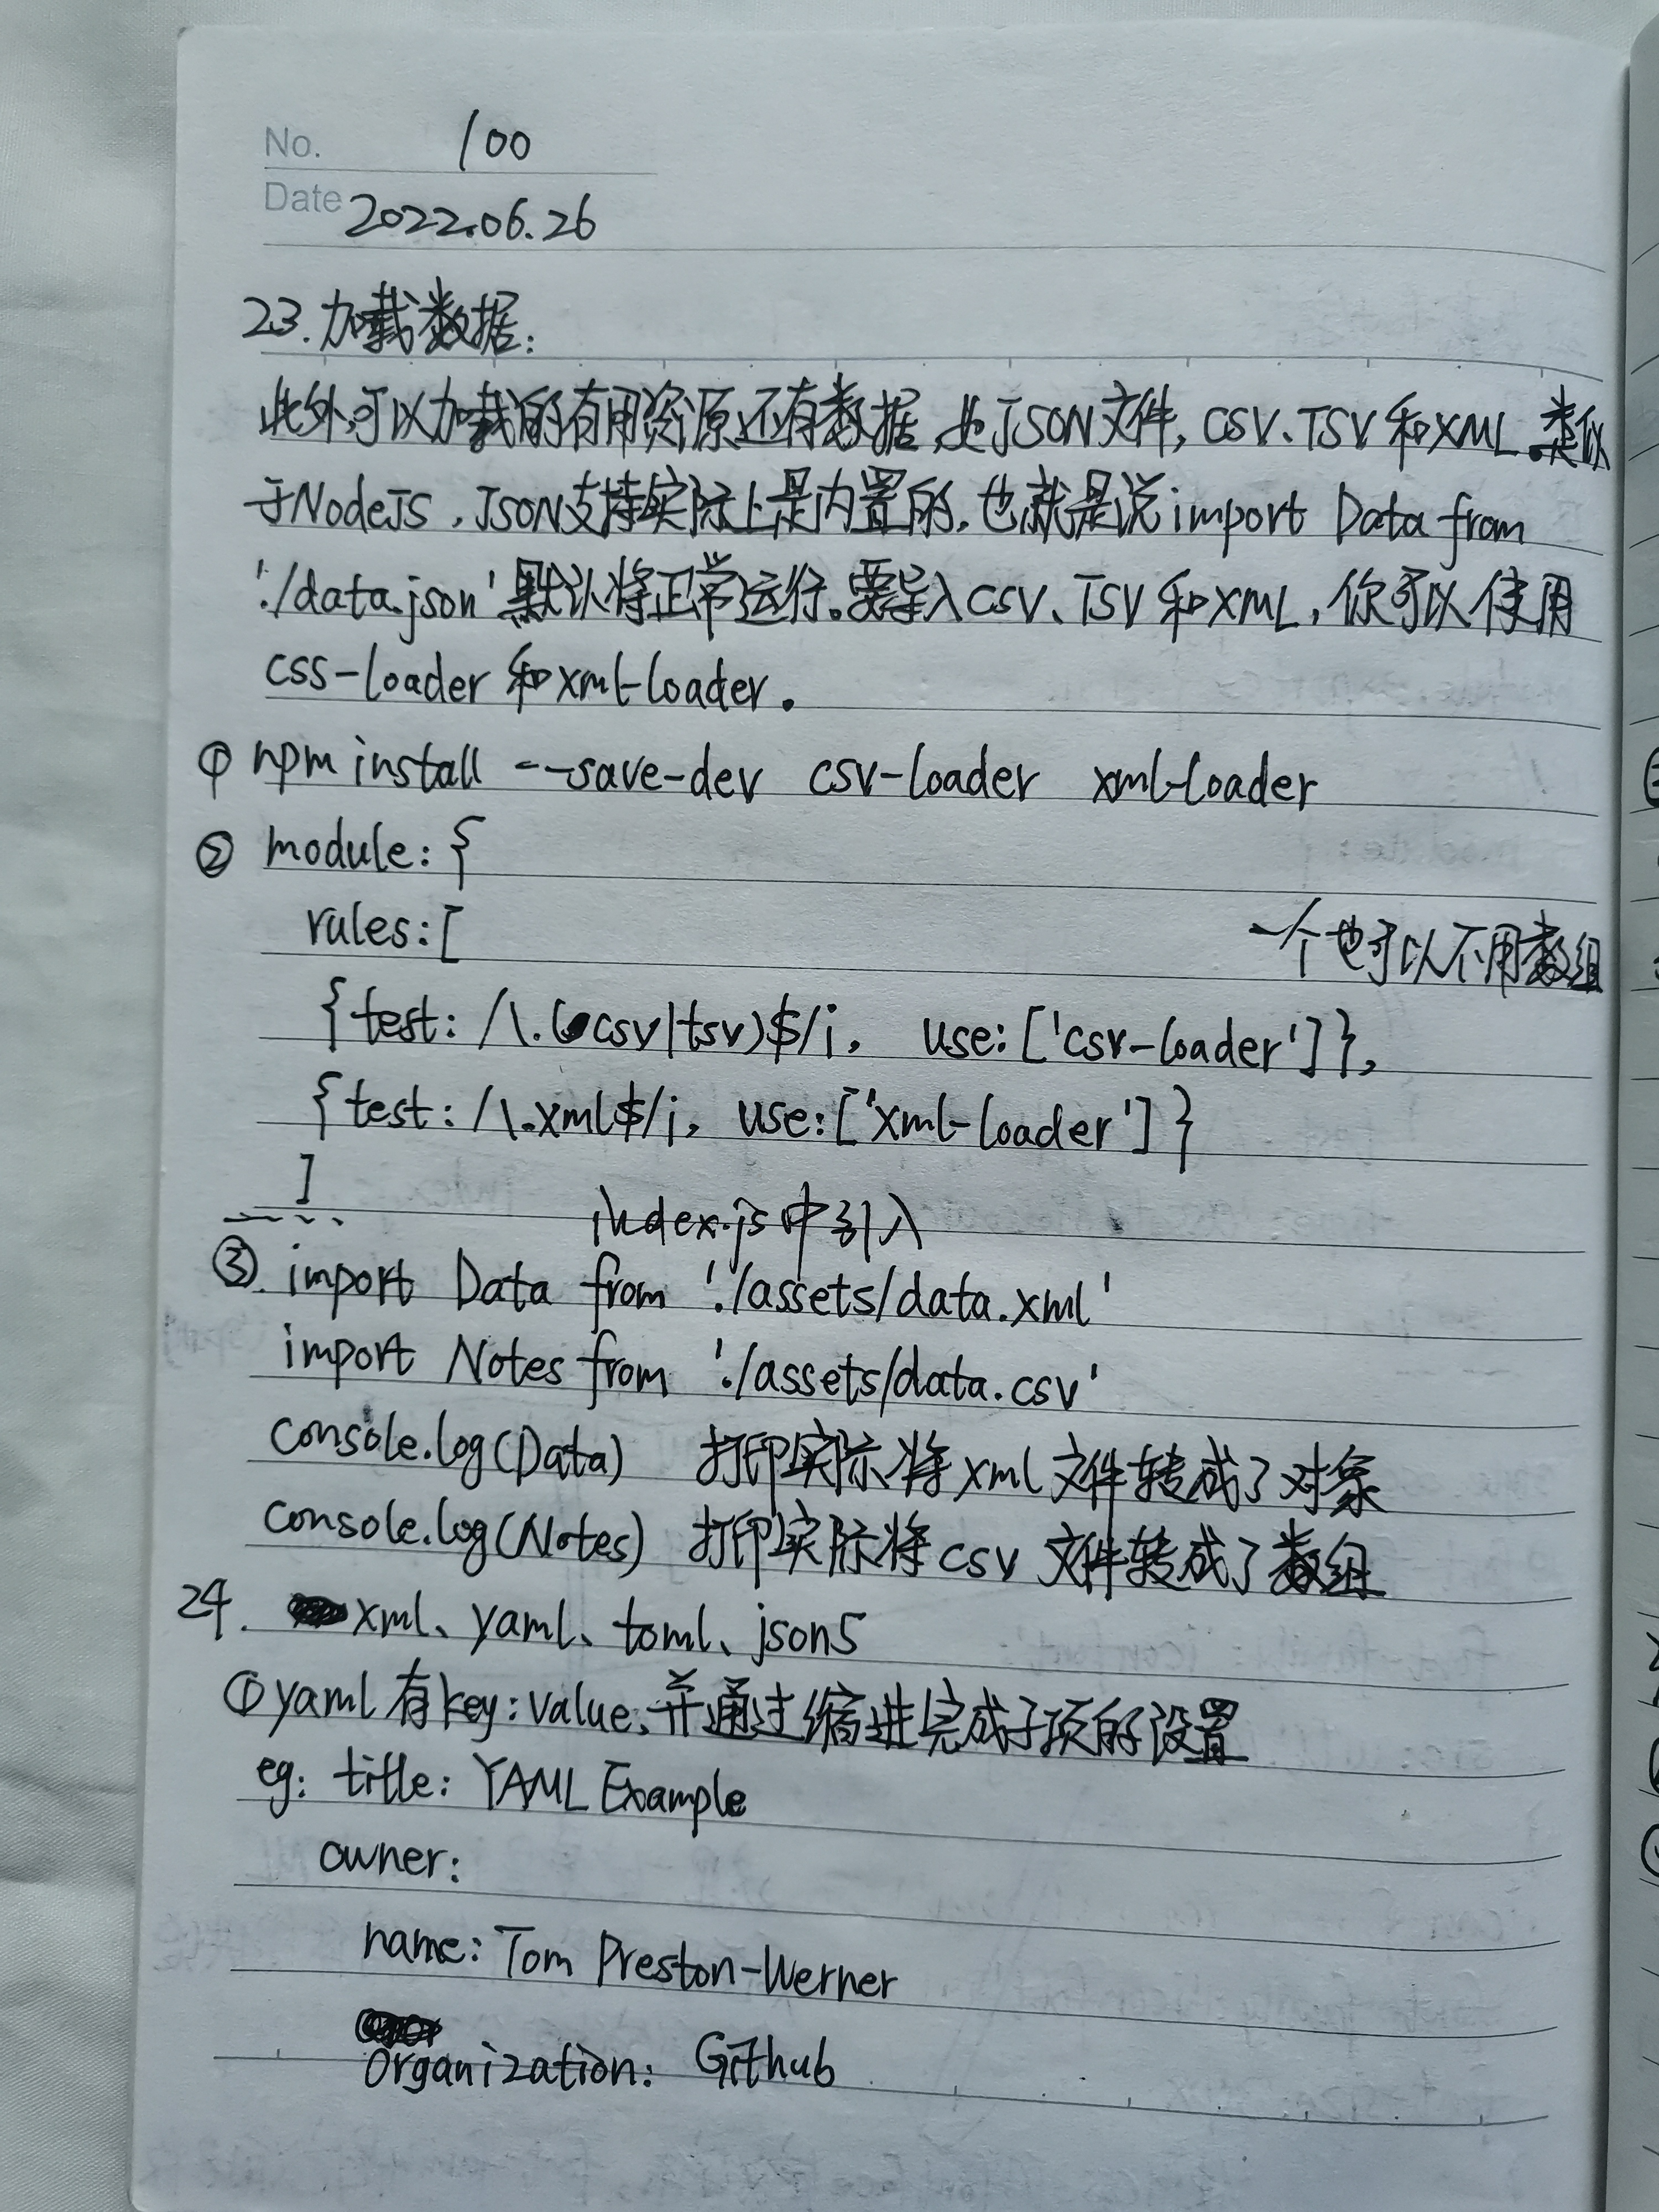 No. 100
Date 2022.06.26
23.加载数据:
此外,可以加载的有用资源还有数据,如JSON文件,CSV、TSV和XML。类似
于NodeJS,JSON支持实际上是内置的,也就是说import Data from
'./data.json'默认将正常运行。要导入CSV、TSV和XML,你可以使用
css-loader和xml-loader。
① npm install --save-dev csv-loader xml-loader
② module: {
rules: [
一个也可以不用数组
{test: /\.(csv|tsv)$/i, use: ['csv-loader']},
{test: /\.xml$/i, use: ['xml-loader']}
]
index.js中引入
③. import Data from './assets/data.xml'
import Notes from './assets/data.csv'
console.log(Data) 打印实际将xml文件转成了对象
console.log(Notes) 打印实际将csv文件转成了数组
24. xml、yaml、toml、json5
①yaml有key:value,并通过缩进完成子项的设置
eg: title: YAML Example
owner:
name: Tom Preston-Werner
Organization: Github